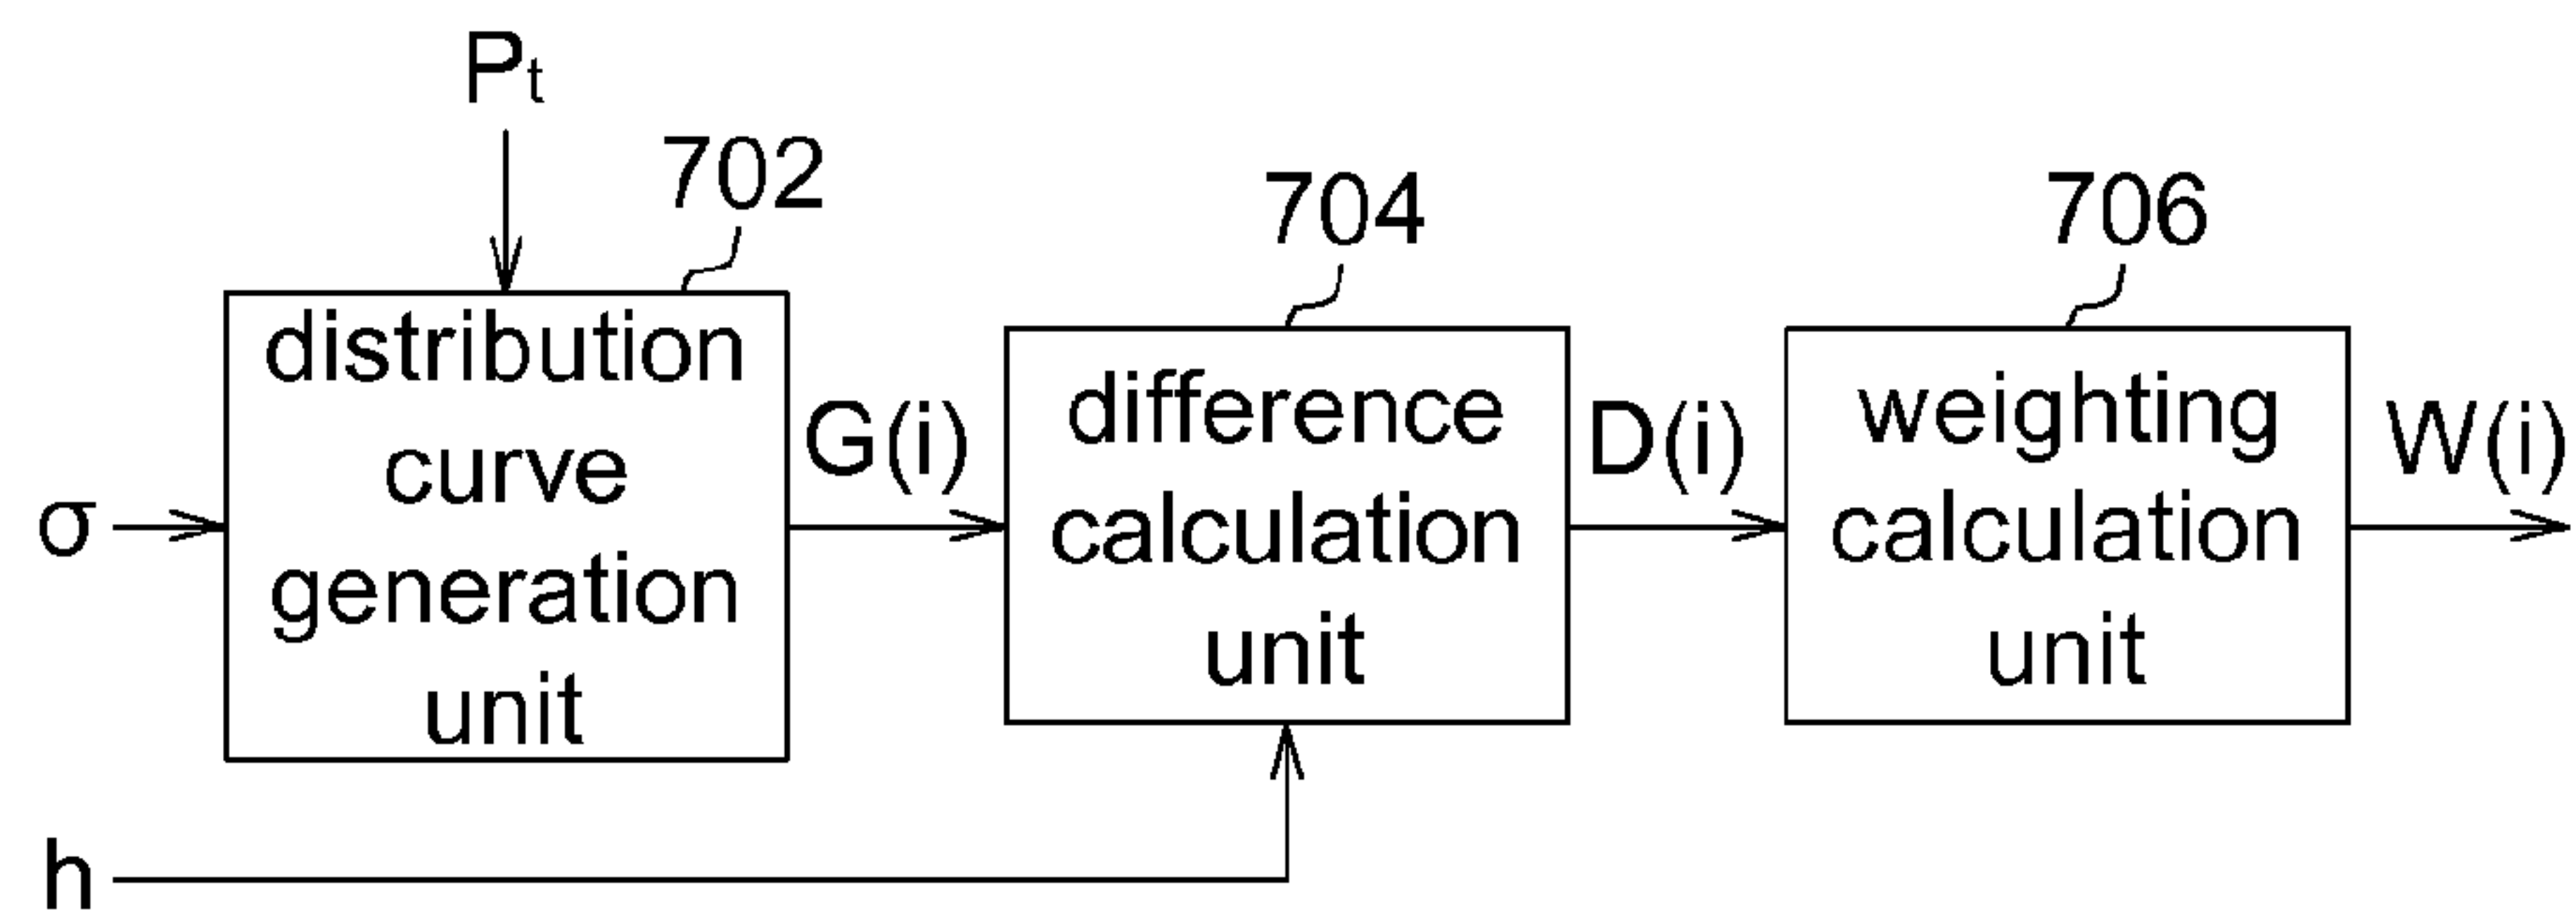 Pt
702
704
706
distribution
curve
generation
unit
G(i)
difference
calculation
unit
D(i)
weighting
calculation
unit
W(i)
σ
h